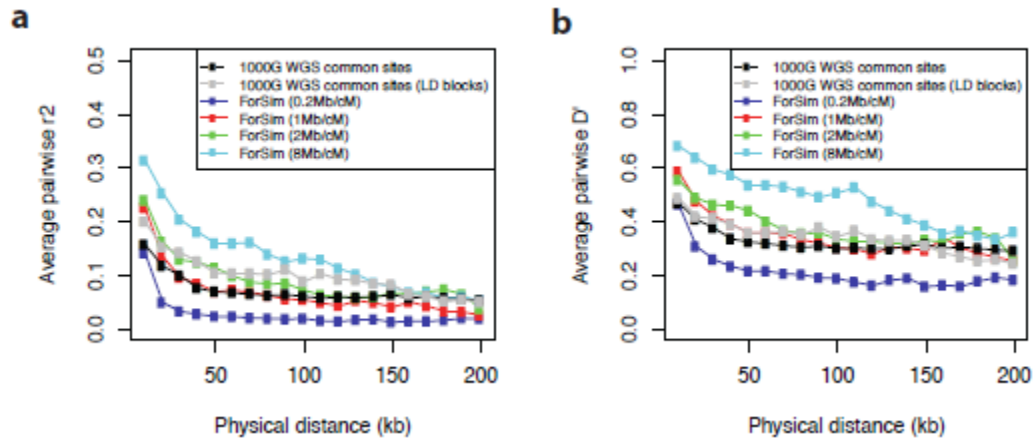 a
1000G WGS common sites
1000G WGS common sites (LD blocks)
ForSim (0.2Mb/cM)
ForSim (1Mb/cM)
ForSim (2Mb/cM)
ForSim (8Mb/cM)
Average pairwise r2
0.5
0.4
0.3
0.2
0.1
0.0
50 100 150 200
Physical distance (kb)
b
1000G WGS common sites
1000G WGS common sites (LD blocks)
ForSim (0.2Mb/cM)
ForSim (1Mb/cM)
ForSim (2Mb/cM)
ForSim (8Mb/cM)
Average pairwise D'
1.0
0.8
0.6
0.4
0.2
0.0
50 100 150 200
Physical distance (kb)